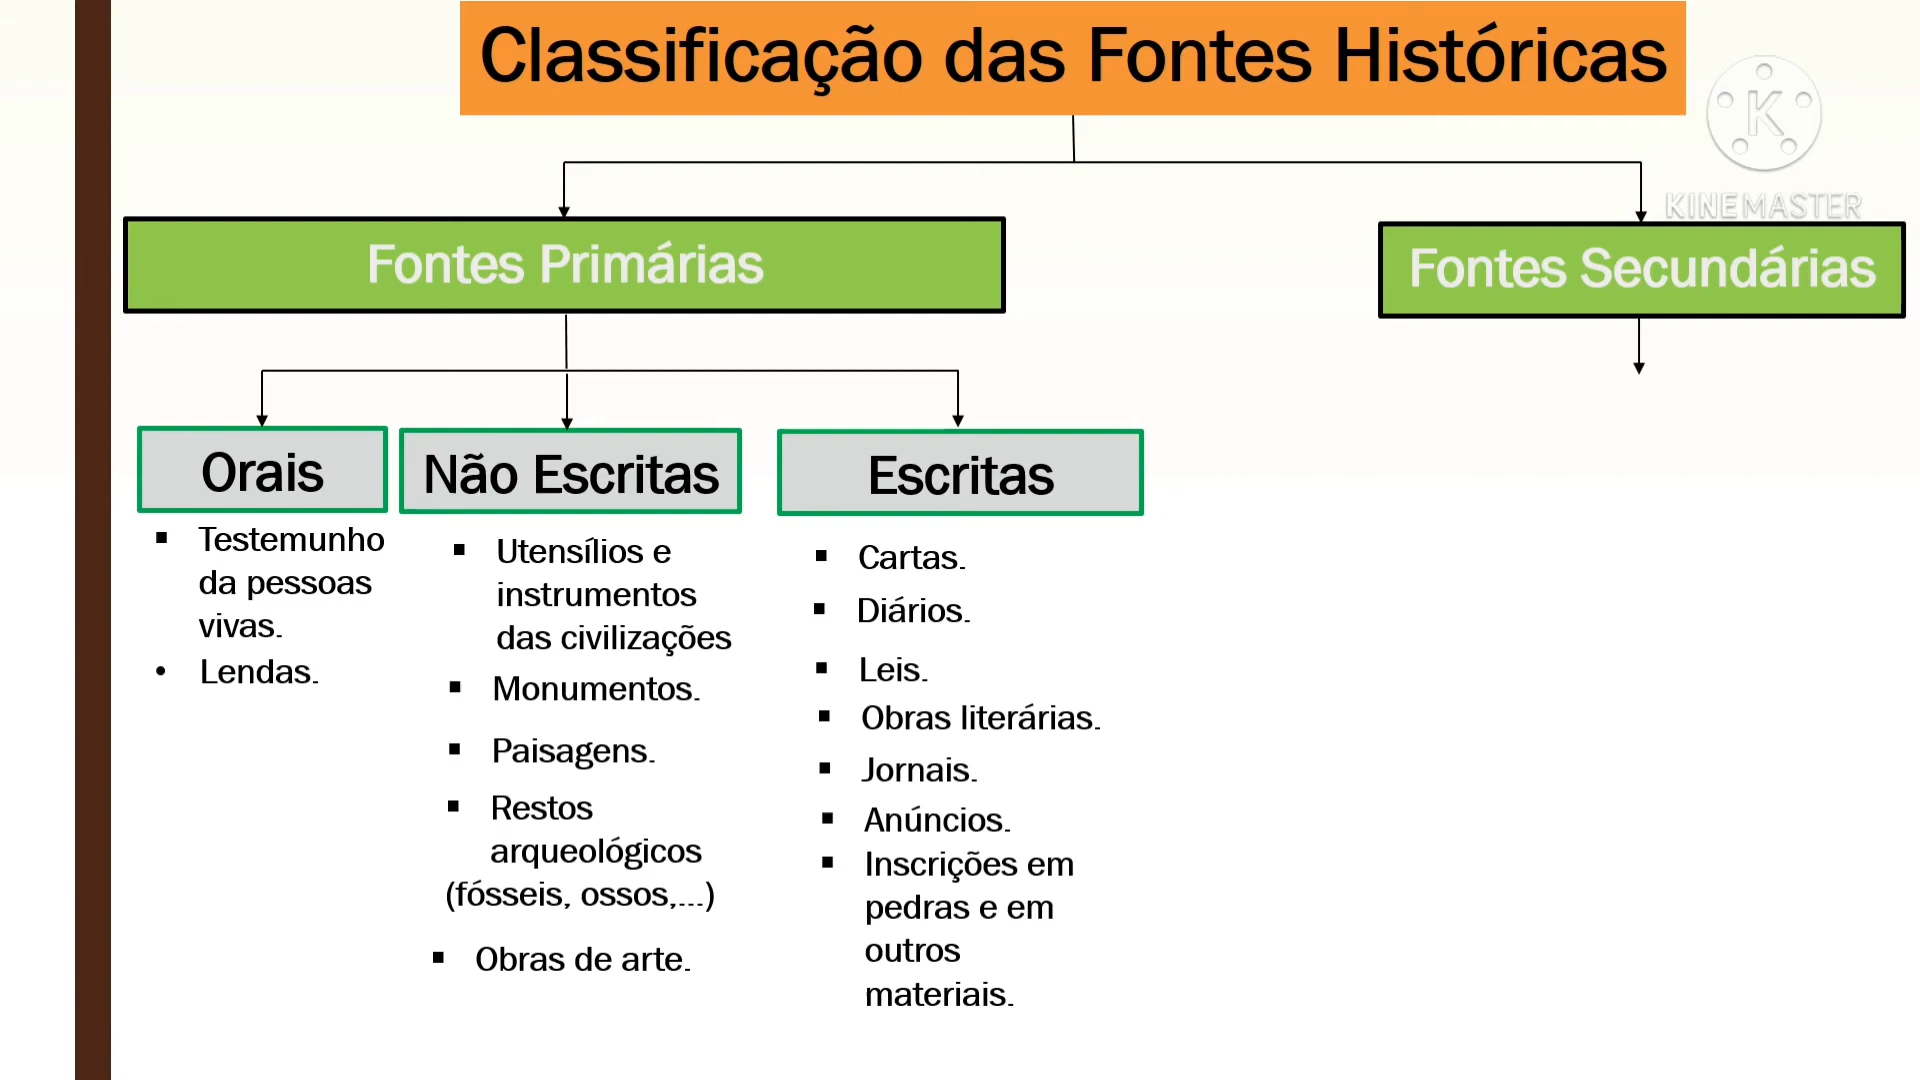 Classificação das Fontes Históricas
K
KINEMASTER
Fontes Primárias
Fontes Secundárias
Orais
▪ Testemunho
da pessoas
vivas.
• Lendas.
Não Escritas
▪ Utensílios e
instrumentos
das civilizações
▪ Monumentos.
▪ Paisagens.
▪ Restos
arqueológicos
(fósseis, ossos,...)
▪ Obras de arte.
Escritas
▪ Cartas.
▪ Diários.
▪ Leis.
▪ Obras literárias.
▪ Jornais.
▪ Anúncios.
▪ Inscrições em
pedras e em
outros
materiais.